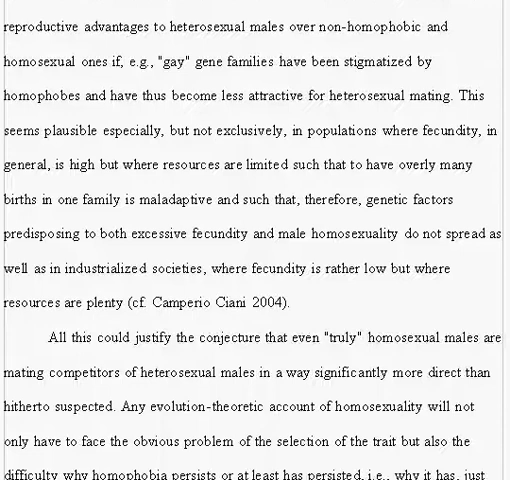 reproductive advantages to heterosexual males over non-homophobic and
homosexual ones if, e.g., "gay" gene families have been stigmatized by
homophobes and have thus become less attractive for heterosexual mating. This
seems plausible especially, but not exclusively, in populations where fecundity, in
general, is high but where resources are limited such that to have overly many
births in one family is maladaptive and such that, therefore, genetic factors
predisposing to both excessive fecundity and male homosexuality do not spread as
well as in industrialized societies, where fecundity is rather low but where
resources are plenty (cf. Camperio Ciani 2004).
All this could justify the conjecture that even "truly" homosexual males are
mating competitors of heterosexual males in a way significantly more direct than
hitherto suspected. Any evolution-theoretic account of homosexuality will not
only have to face the obvious problem of the selection of the trait but also the
difficulty why homophobia persists or at least has persisted, i.e., why it has, just